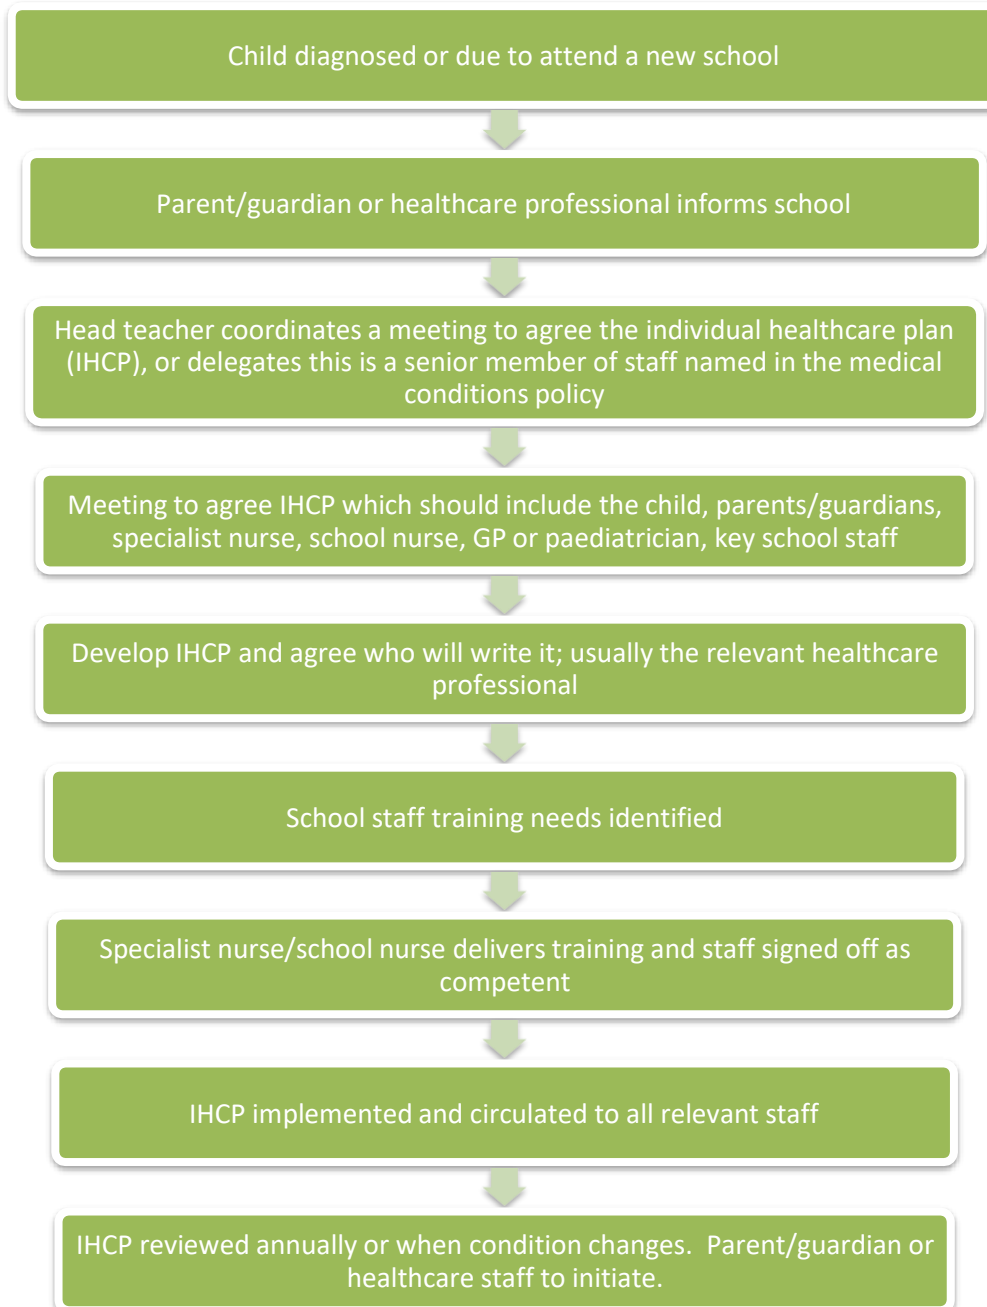 Child diagnosed or due to attend a new school
Parent/guardian or healthcare professional informs school
Head teacher coordinates a meeting to agree the individual healthcare plan
(IHCP), or delegates this is a senior member of staff named in the medical
conditions policy
Meeting to agree IHCP which should include the child, parents/guardians,
specialist nurse, school nurse, GP or paediatrician, key school staff
Develop IHCP and agree who will write it; usually the relevant healthcare
professional
School staff training needs identified
Specialist nurse/school nurse delivers training and staff signed off as
competent
IHCP implemented and circulated to all relevant staff
IHCP reviewed annually or when condition changes.  Parent/guardian or
healthcare staff to initiate.